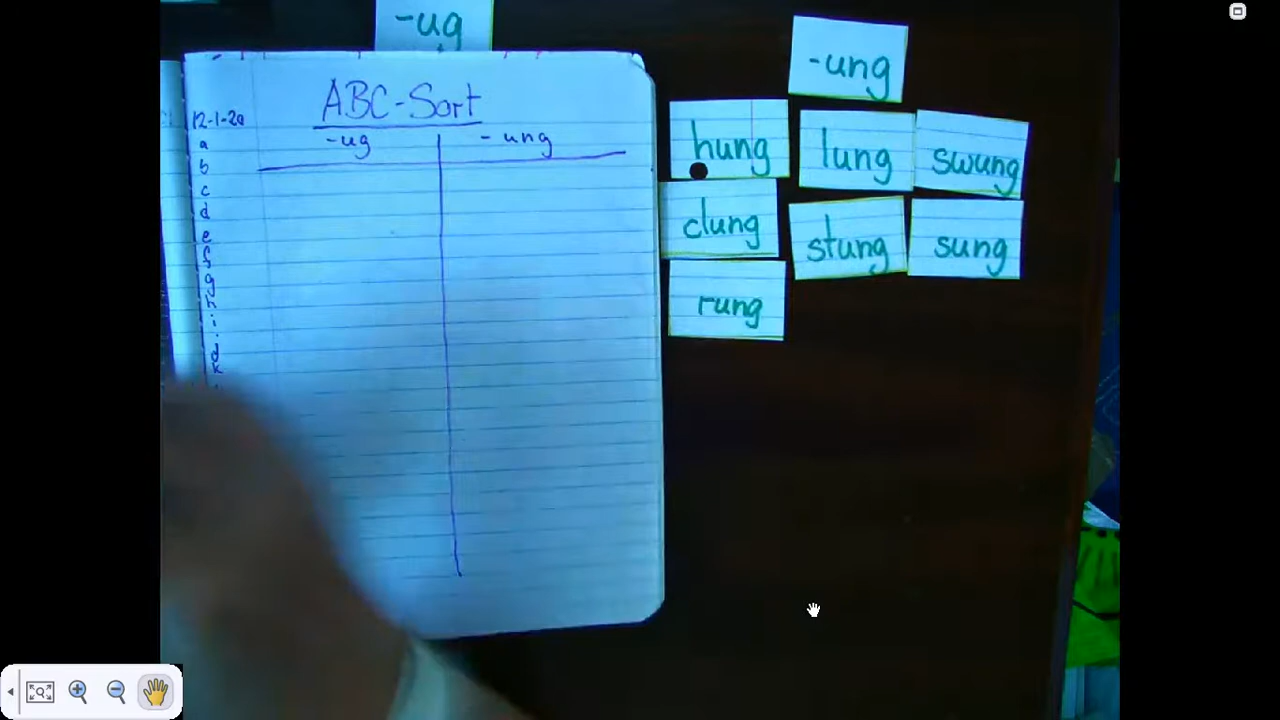 -ug
ABC-Sort
12-1-20
-ug -ung
a
b
c
d
e
f
g
h
i
j
k
-ung
hung lung swung
clung stung sung
rung